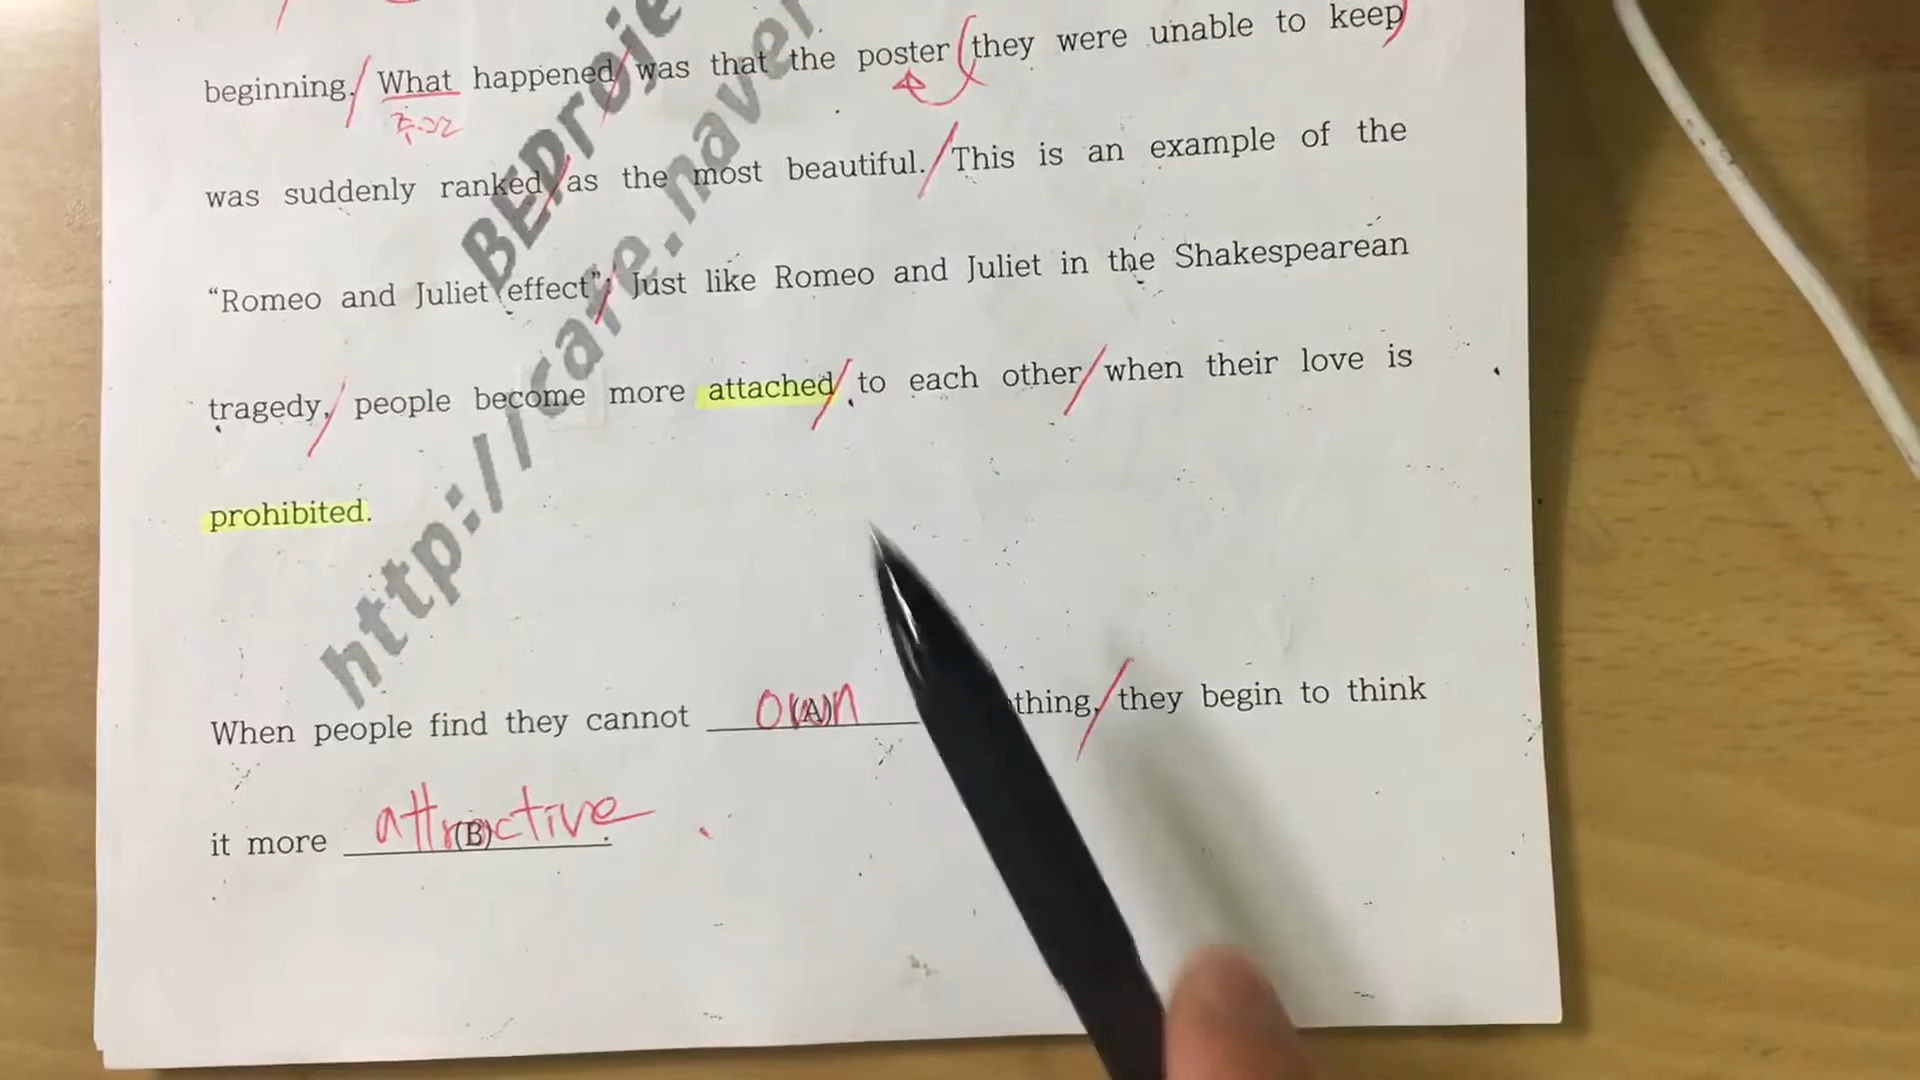 beginning. What happened was that the poster they were unable to keep
was suddenly ranked as the most beautiful. This is an example of the
“Romeo and Juliet effect”: Just like Romeo and Juliet in the Shakespearean
tragedy, people become more attached to each other when their love is
prohibited.
When people find they cannot own (A) thing, they begin to think
it more attractive (B).
BEproje
http://cafe.naver